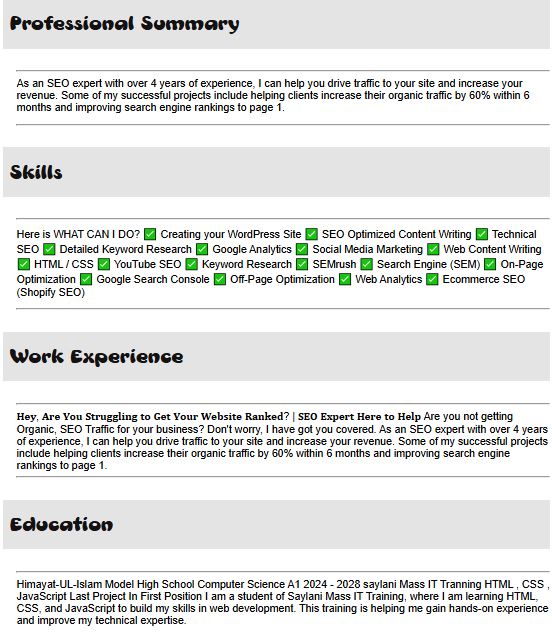 Professional Summary
As an SEO expert with over 4 years of experience, I can help you drive traffic to your site and increase your
revenue. Some of my successful projects include helping clients increase their organic traffic by 60% within 6
months and improving search engine rankings to page 1.
Skills
Here is WHAT CAN I DO? ✅ Creating your WordPress Site ✅ SEO Optimized Content Writing ✅ Technical
SEO ✅ Detailed Keyword Research ✅ Google Analytics ✅ Social Media Marketing ✅ Web Content Writing
✅ HTML / CSS ✅ YouTube SEO ✅ Keyword Research ✅ SEMrush ✅ Search Engine (SEM) ✅ On-Page
Optimization ✅ Google Search Console ✅ Off-Page Optimization ✅ Web Analytics ✅ Ecommerce SEO
(Shopify SEO)
Work Experience
Hey, Are You Struggling to Get Your Website Ranked? | SEO Expert Here to Help Are you not getting
Organic, SEO Traffic for your business? Don't worry, I have got you covered. As an SEO expert with over 4 years
of experience, I can help you drive traffic to your site and increase your revenue. Some of my successful projects
include helping clients increase their organic traffic by 60% within 6 months and improving search engine
rankings to page 1.
Education
Himayat-UL-Islam Model High School Computer Science A1 2024 - 2028 saylani Mass IT Tranning HTML , CSS ,
JavaScript Last Project In First Position I am a student of Saylani Mass IT Training, where I am learning HTML,
CSS, and JavaScript to build my skills in web development. This training is helping me gain hands-on experience
and improve my technical expertise.